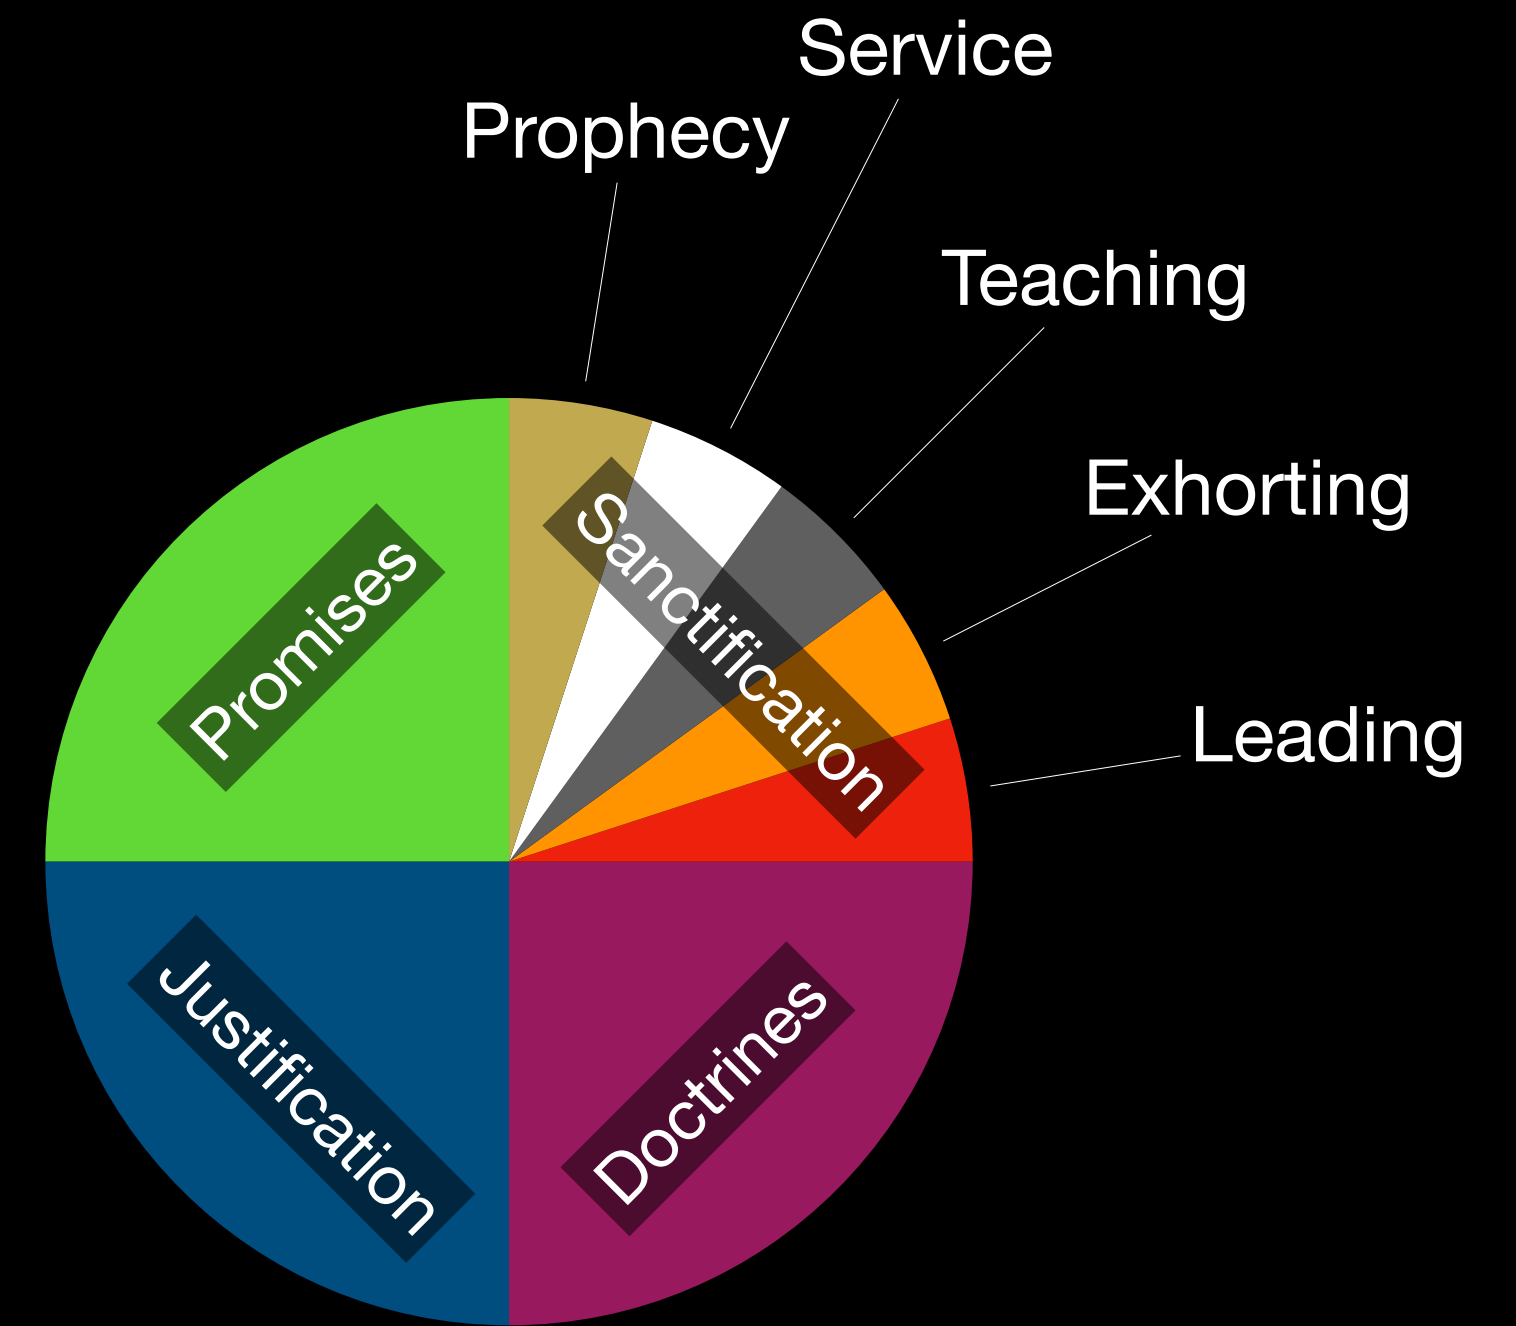 Service
Prophecy
Teaching
Exhorting
Leading
Promises
Sanctification
Justification
Doctrines